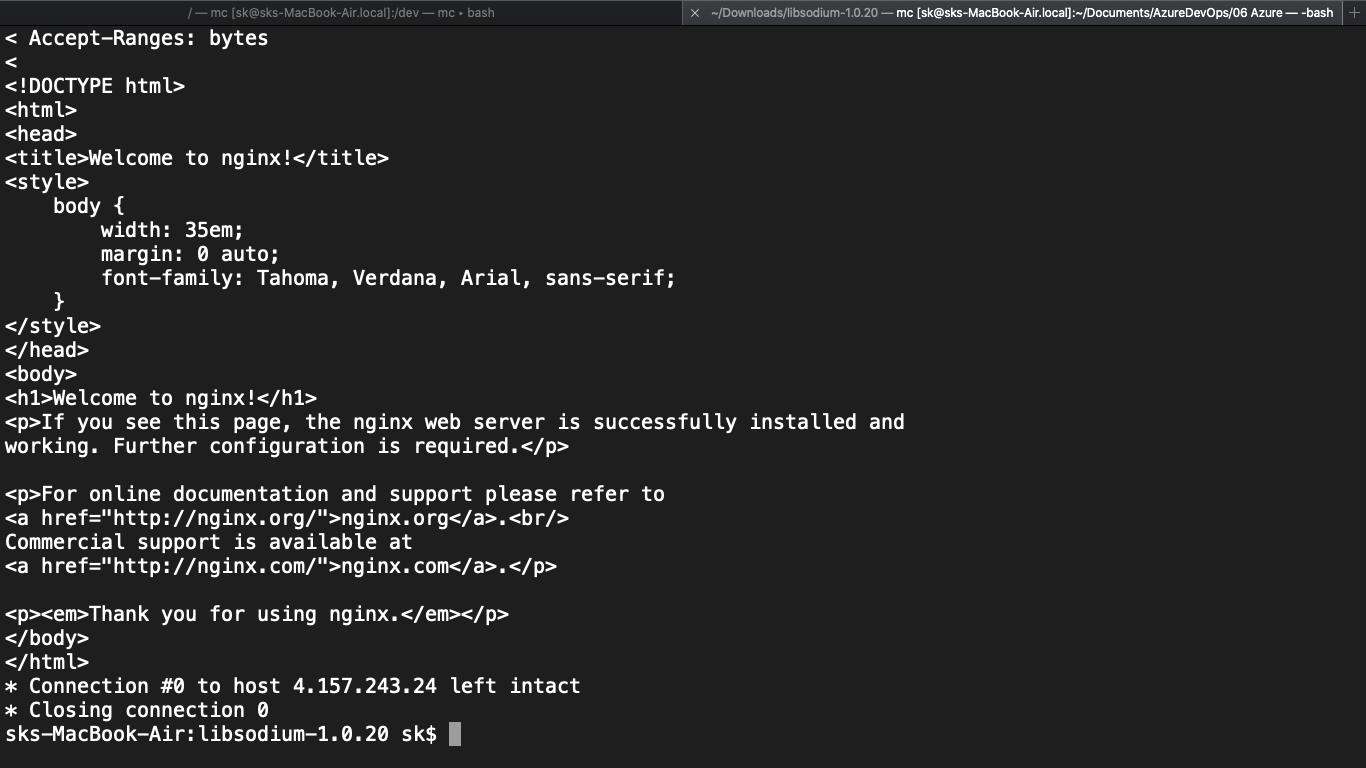 / — mc [sk@sks-MacBook-Air.local]:/dev — mc ▸ bash
× ~/Downloads/libsodium-1.0.20 — mc [sk@sks-MacBook-Air.local]:~/Documents/AzureDevOps/06 Azure — -bash +
< Accept-Ranges: bytes
<
<!DOCTYPE html>
<html>
<head>
<title>Welcome to nginx!</title>
<style>
    body {
        width: 35em;
        margin: 0 auto;
        font-family: Tahoma, Verdana, Arial, sans-serif;
    }
</style>
</head>
<body>
<h1>Welcome to nginx!</h1>
<p>If you see this page, the nginx web server is successfully installed and
working. Further configuration is required.</p>

<p>For online documentation and support please refer to
<a href="http://nginx.org/">nginx.org</a>.<br/>
Commercial support is available at
<a href="http://nginx.com/">nginx.com</a>.</p>

<p><em>Thank you for using nginx.</em></p>
</body>
</html>
* Connection #0 to host 4.157.243.24 left intact
* Closing connection 0
sks-MacBook-Air:libsodium-1.0.20 sk$